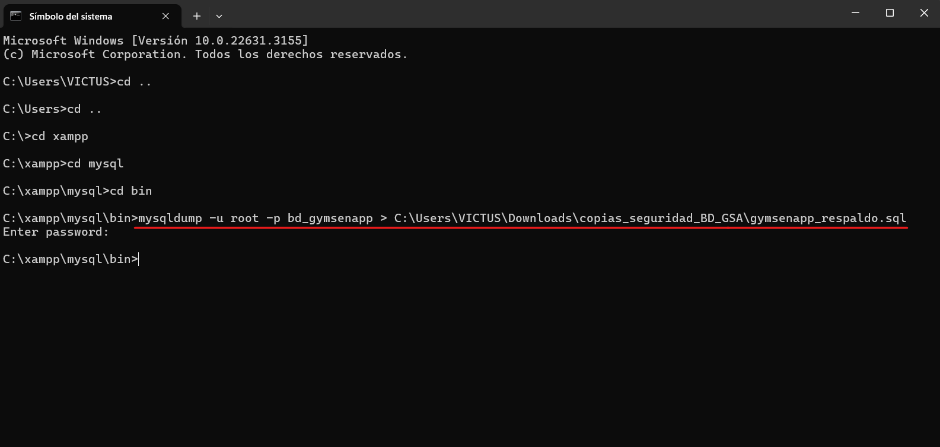 Símbolo del sistema
Microsoft Windows [Versión 10.0.22631.3155]
(c) Microsoft Corporation. Todos los derechos reservados.
C:\Users\VICTUS>cd ..
C:\Users>cd ..
C:\>cd xampp
C:\xampp>cd mysql
C:\xampp\mysql>cd bin
C:\xampp\mysql\bin>mysqldump -u root -p bd_gymsenapp > C:\Users\VICTUS\Downloads\copias_seguridad_BD_GSA\gymsenapp_respaldo.sql
Enter password:
C:\xampp\mysql\bin>